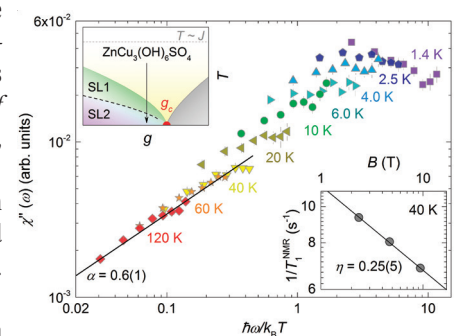 6x10⁻²
10⁻²
10⁻³
χ'' (ω) (arb. units)
T ~ J
ZnCu₃(OH)₆SO₄
SL1
SL2
g_c
g
T
1.4 K
2.5 K
4.0 K
6.0 K
10 K
20 K
40 K
60 K
120 K
α = 0.6(1)
B (T)
1 10
40 K
10
8
6
1/T₁ᴺᴹᴿ (s⁻¹)
η = 0.25(5)
0.02 0.1 1 10
ħω/k_BT